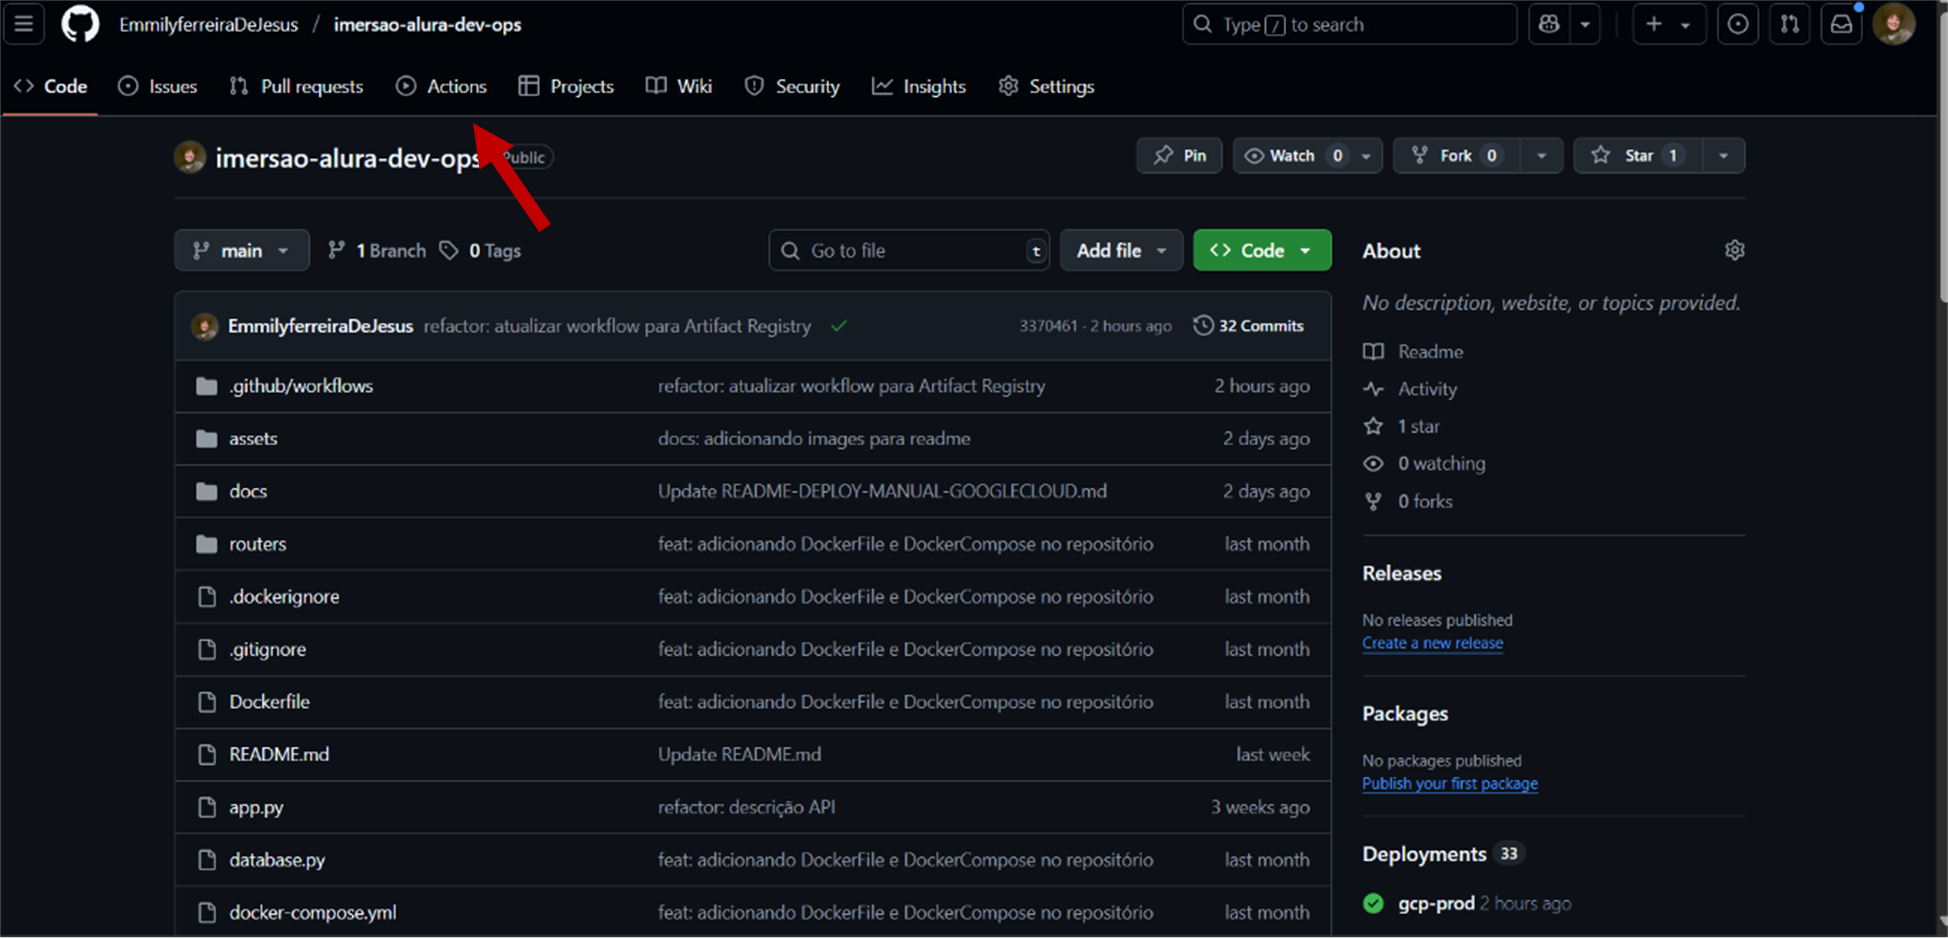 EmmilyferreiraDeJesus / imersao-alura-dev-ops Type / to search
Code Issues Pull requests Actions Projects Wiki Security Insights Settings
imersao-alura-dev-ops Public Pin Watch 0 Fork 0 Star 1
main 1 Branch 0 Tags Go to file t Add file Code
EmmilyferreiraDeJesus refactor: atualizar workflow para Artifact Registry 3370461 · 2 hours ago 32 Commits
.github/workflows refactor: atualizar workflow para Artifact Registry 2 hours ago
assets docs: adicionando images para readme 2 days ago
docs Update README-DEPLOY-MANUAL-GOOGLECLOUD.md 2 days ago
routers feat: adicionando DockerFile e DockerCompose no repositório last month
.dockerignore feat: adicionando DockerFile e DockerCompose no repositório last month
.gitignore feat: adicionando DockerFile e DockerCompose no repositório last month
Dockerfile feat: adicionando DockerFile e DockerCompose no repositório last month
README.md Update README.md last week
app.py refactor: descrição API 3 weeks ago
database.py feat: adicionando DockerFile e DockerCompose no repositório last month
docker-compose.yml feat: adicionando DockerFile e DockerCompose no repositório last month
About
No description, website, or topics provided.
Readme
Activity
1 star
0 watching
0 forks
Releases
No releases published
Create a new release
Packages
No packages published
Publish your first package
Deployments 33
gcp-prod 2 hours ago